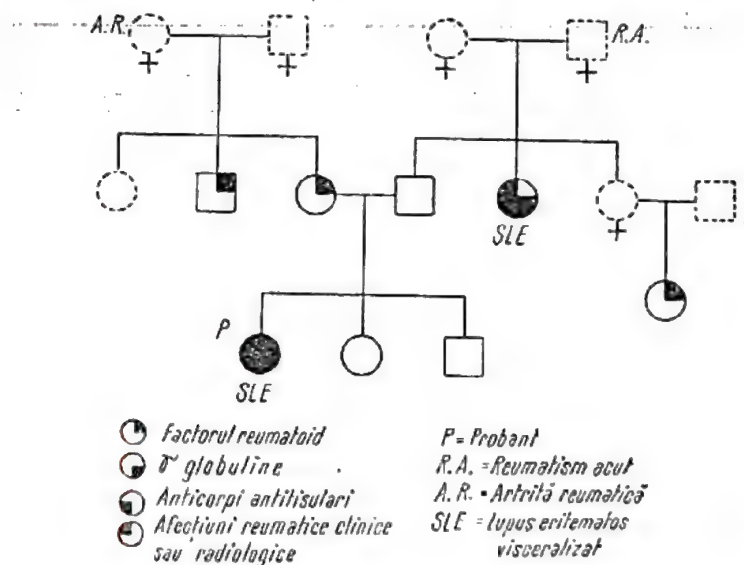 A.R.
R.A.
SLE
P
SLE
Factorul reumatoid
γ globuline
Anticorpi antitisulari
Afecțiuni reumatice clinice
sau radiologice
P = Probant
R.A. = Reumatism acut
A.R. = Artrită reumatică
SLE = lupus eritematos
visceralizat